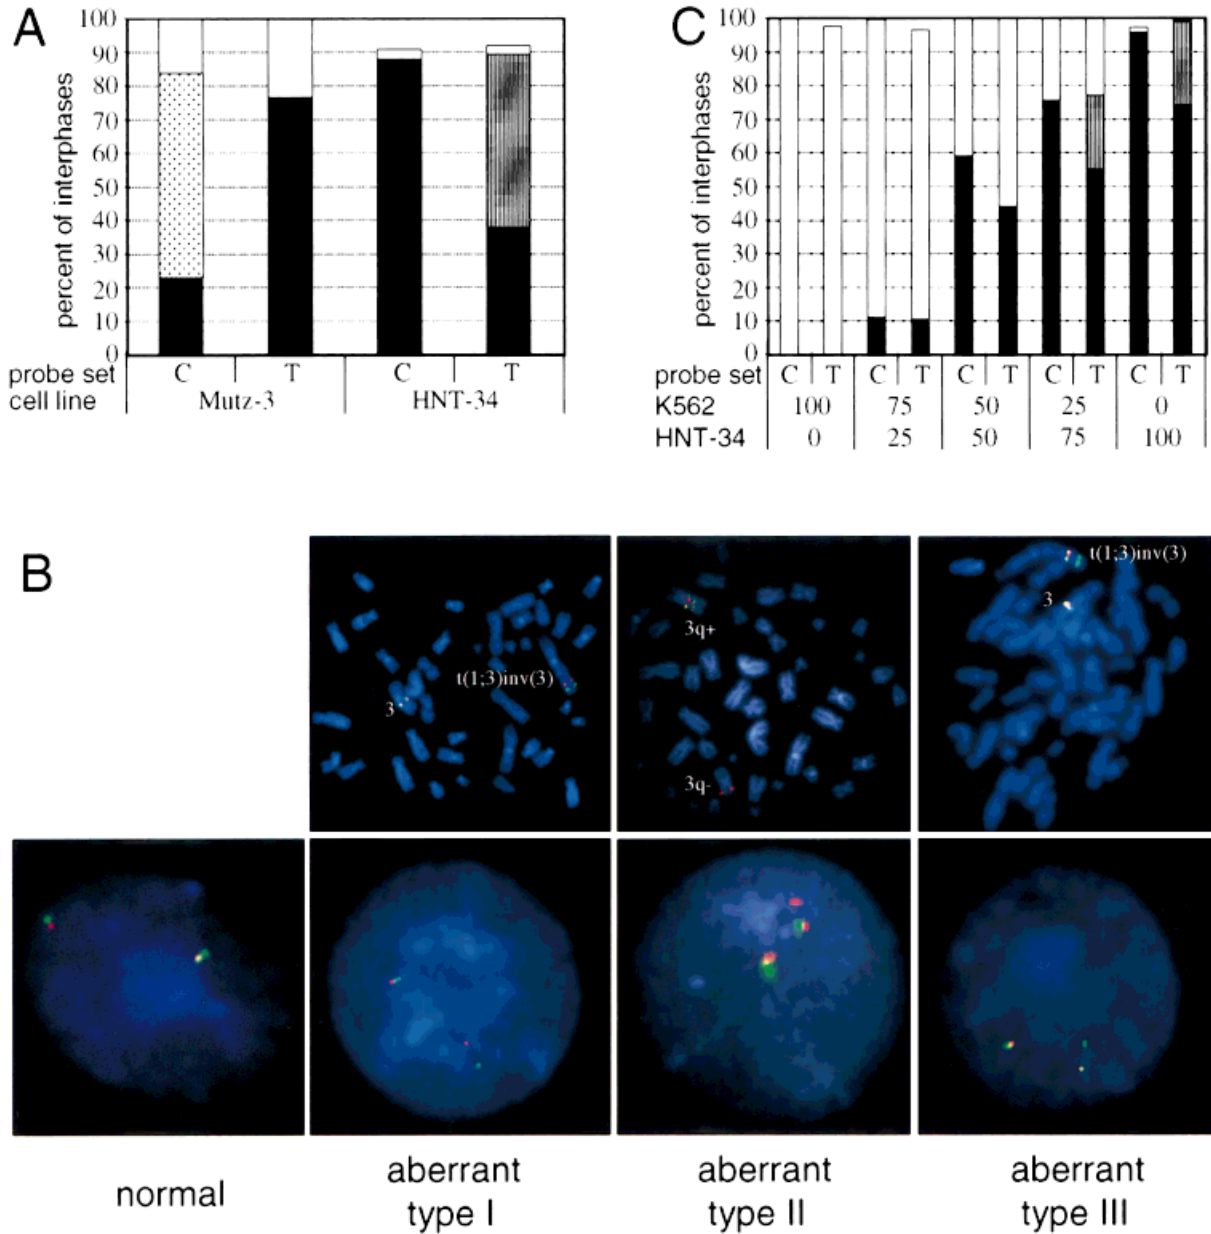 A
percent of interphases
100
90
80
70
60
50
40
30
20
10
0
probe set C T C T
cell line Mutz-3 HNT-34
C
percent of interphases
100
90
80
70
60
50
40
30
20
10
0
probe set C T C T C T C T C T
K562 100 75 50 25 0
HNT-34 0 25 50 75 100
B
t(1;3)inv(3)
3
3q+
3q-
t(1;3)inv(3)
3
normal
aberrant
type I
aberrant
type II
aberrant
type III